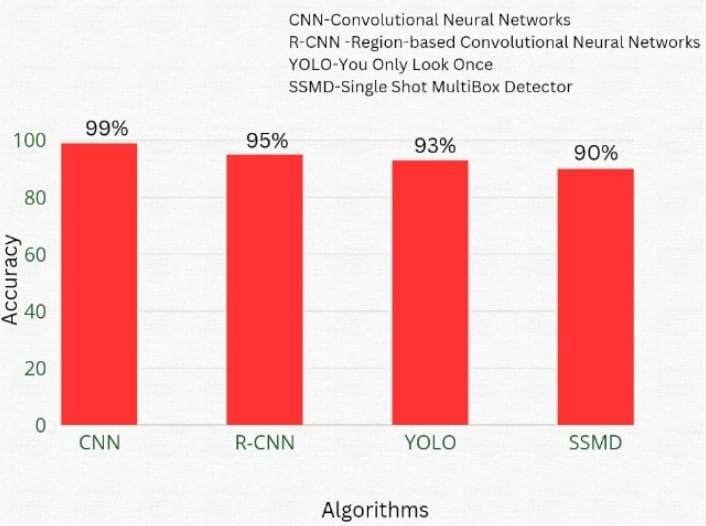 CNN-Convolutional Neural Networks
R-CNN -Region-based Convolutional Neural Networks
YOLO-You Only Look Once
SSMD-Single Shot MultiBox Detector
99%
95%
93%
90%
100
80
60
40
20
0
Accuracy
CNN
R-CNN
YOLO
SSMD
Algorithms